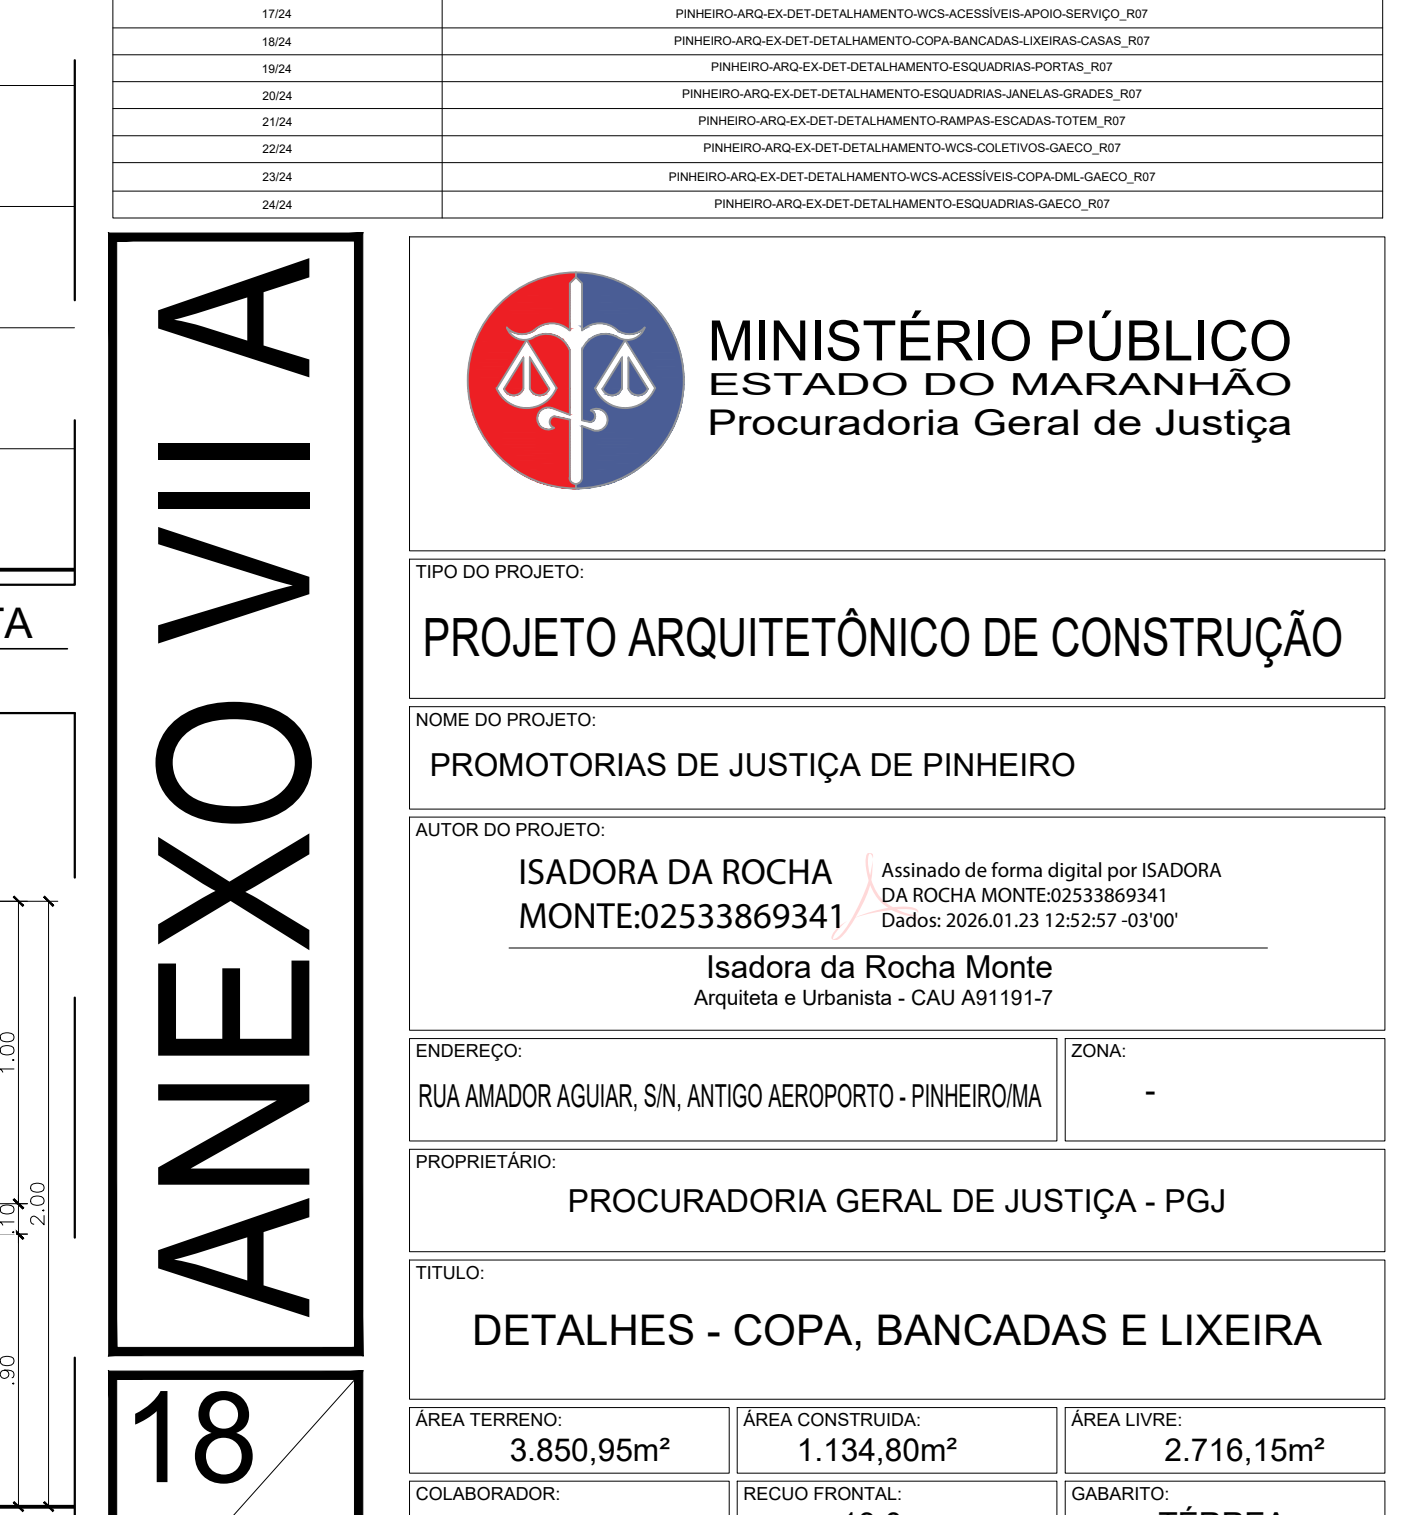 17/24 PINHEIRO-ARQ-EX-DET-DETALHAMENTO-WCS-ACESSÍVEIS-APOIO-SERVIÇO_R07
18/24 PINHEIRO-ARQ-EX-DET-DETALHAMENTO-COPA-BANCADAS-LIXEIRAS-CASAS_R07
19/24 PINHEIRO-ARQ-EX-DET-DETALHAMENTO-ESQUADRIAS-PORTAS_R07
20/24 PINHEIRO-ARQ-EX-DET-DETALHAMENTO-ESQUADRIAS-JANELAS-GRADES_R07
21/24 PINHEIRO-ARQ-EX-DET-DETALHAMENTO-RAMPAS-ESCADAS-TOTEM_R07
22/24 PINHEIRO-ARQ-EX-DET-DETALHAMENTO-WCS-COLETIVOS-GAECO_R07
23/24 PINHEIRO-ARQ-EX-DET-DETALHAMENTO-WCS-ACESSÍVEIS-COPA-DML-GAECO_R07
24/24 PINHEIRO-ARQ-EX-DET-DETALHAMENTO-ESQUADRIAS-GAECO_R07
TA
1.00
.10
2.00
.90
ANEXO VII A
18
MINISTÉRIO PÚBLICO
ESTADO DO MARANHÃO
Procuradoria Geral de Justiça
TIPO DO PROJETO:
PROJETO ARQUITETÔNICO DE CONSTRUÇÃO
NOME DO PROJETO:
PROMOTORIAS DE JUSTIÇA DE PINHEIRO
AUTOR DO PROJETO:
ISADORA DA ROCHA
MONTE:02533869341
Assinado de forma digital por ISADORA
DA ROCHA MONTE:02533869341
Dados: 2026.01.23 12:52:57 -03'00'
Isadora da Rocha Monte
Arquiteta e Urbanista - CAU A91191-7
ENDEREÇO:
RUA AMADOR AGUIAR, S/N, ANTIGO AEROPORTO - PINHEIRO/MA
ZONA:
-
PROPRIETÁRIO:
PROCURADORIA GERAL DE JUSTIÇA - PGJ
TITULO:
DETALHES - COPA, BANCADAS E LIXEIRA
ÁREA TERRENO:
3.850,95m²
ÁREA CONSTRUIDA:
1.134,80m²
ÁREA LIVRE:
2.716,15m²
COLABORADOR:
RECUO FRONTAL:
GABARITO:
TÉRREA